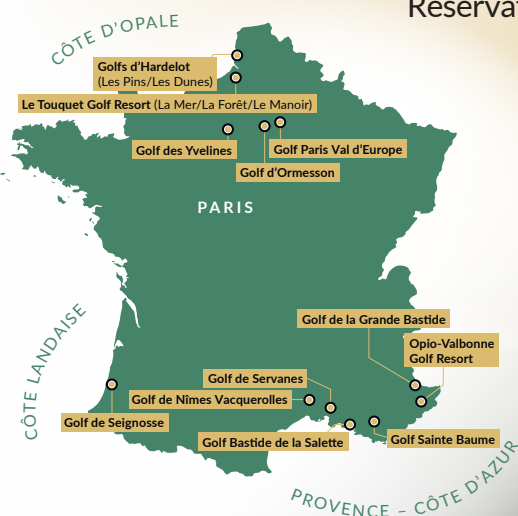 Réservat
CÔTE D'OPALE
Golfs d'Hardelot
(Les Pins/Les Dunes)
Le Touquet Golf Resort (La Mer/La Forêt/Le Manoir)
Golf des Yvelines
Golf Paris Val d'Europe
Golf d'Ormesson
PARIS
Golf de la Grande Bastide
Opio-Valbonne
Golf Resort
CÔTE LANDAISE
Golf de Servanes
Golf de Nîmes Vacquerolles
Golf de Seignosse
Golf Bastide de la Salette
Golf Sainte Baume
PROVENCE – CÔTE D'AZUR